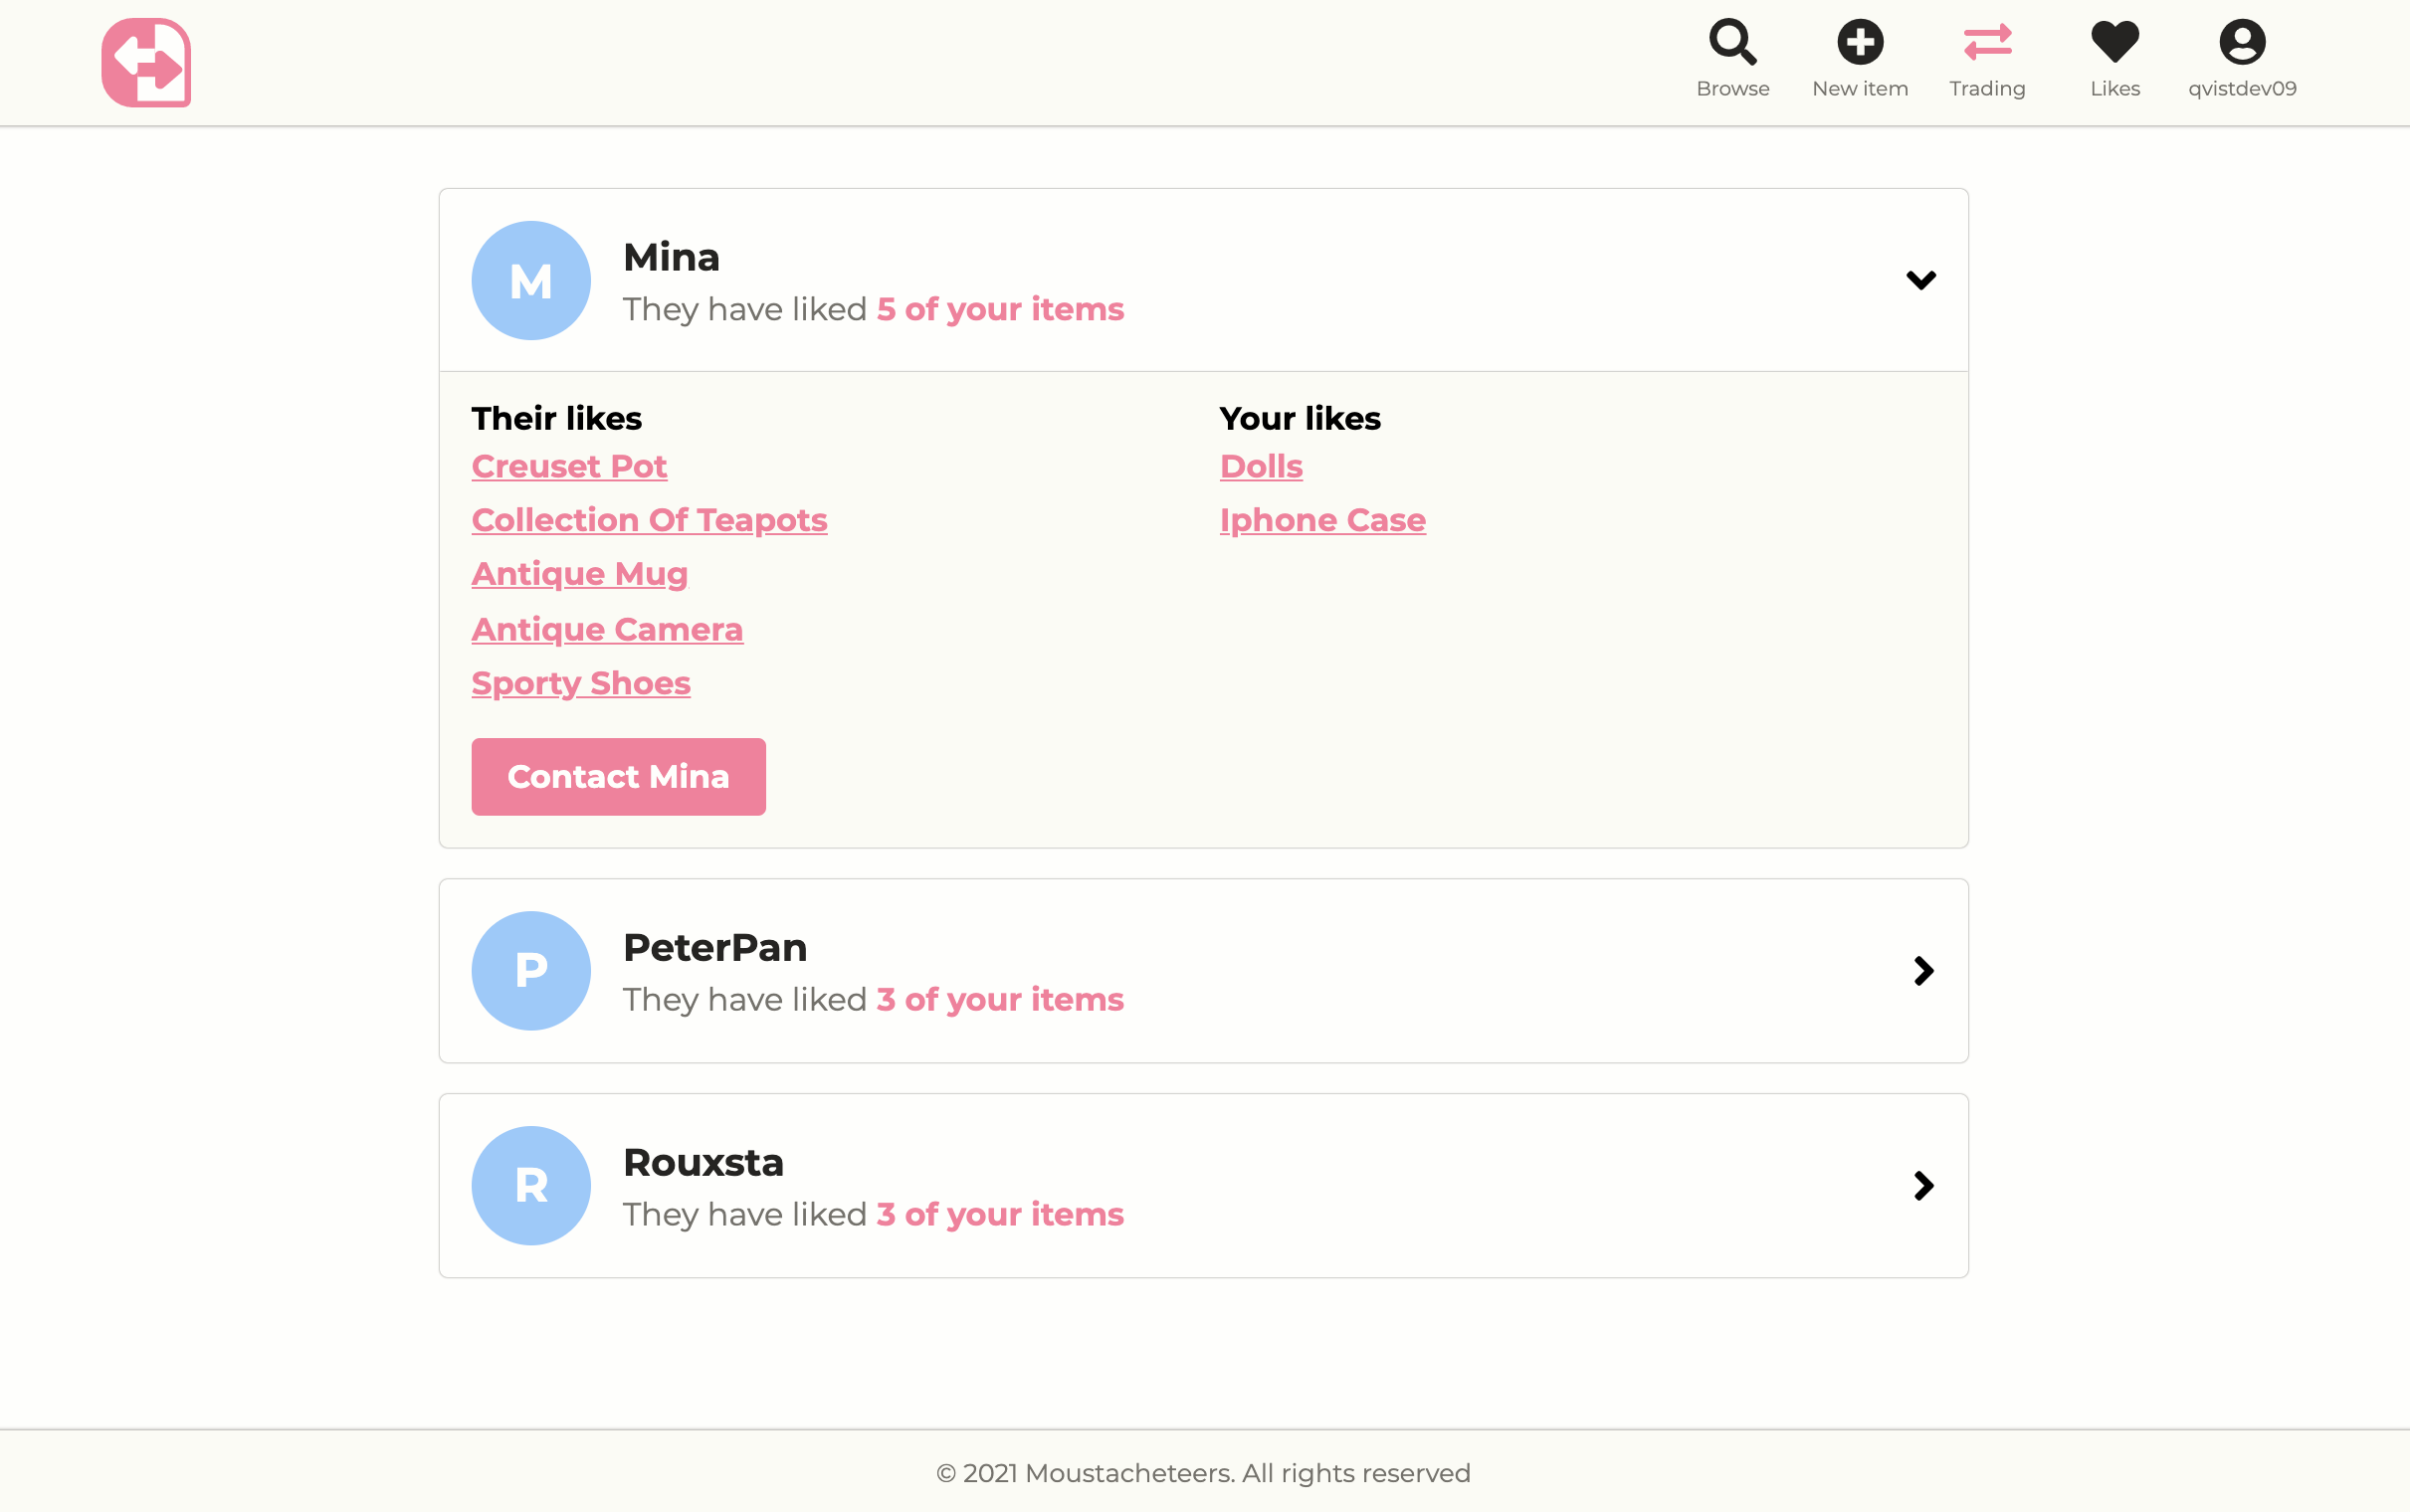 Browse
New item
Trading
Likes
qvistdev09
M
Mina
They have liked 5 of your items
Their likes
Creuset Pot
Collection Of Teapots
Antique Mug
Antique Camera
Sporty Shoes
Your likes
Dolls
Iphone Case
Contact Mina
P
PeterPan
They have liked 3 of your items
R
Rouxsta
They have liked 3 of your items
© 2021 Moustacheteers. All rights reserved